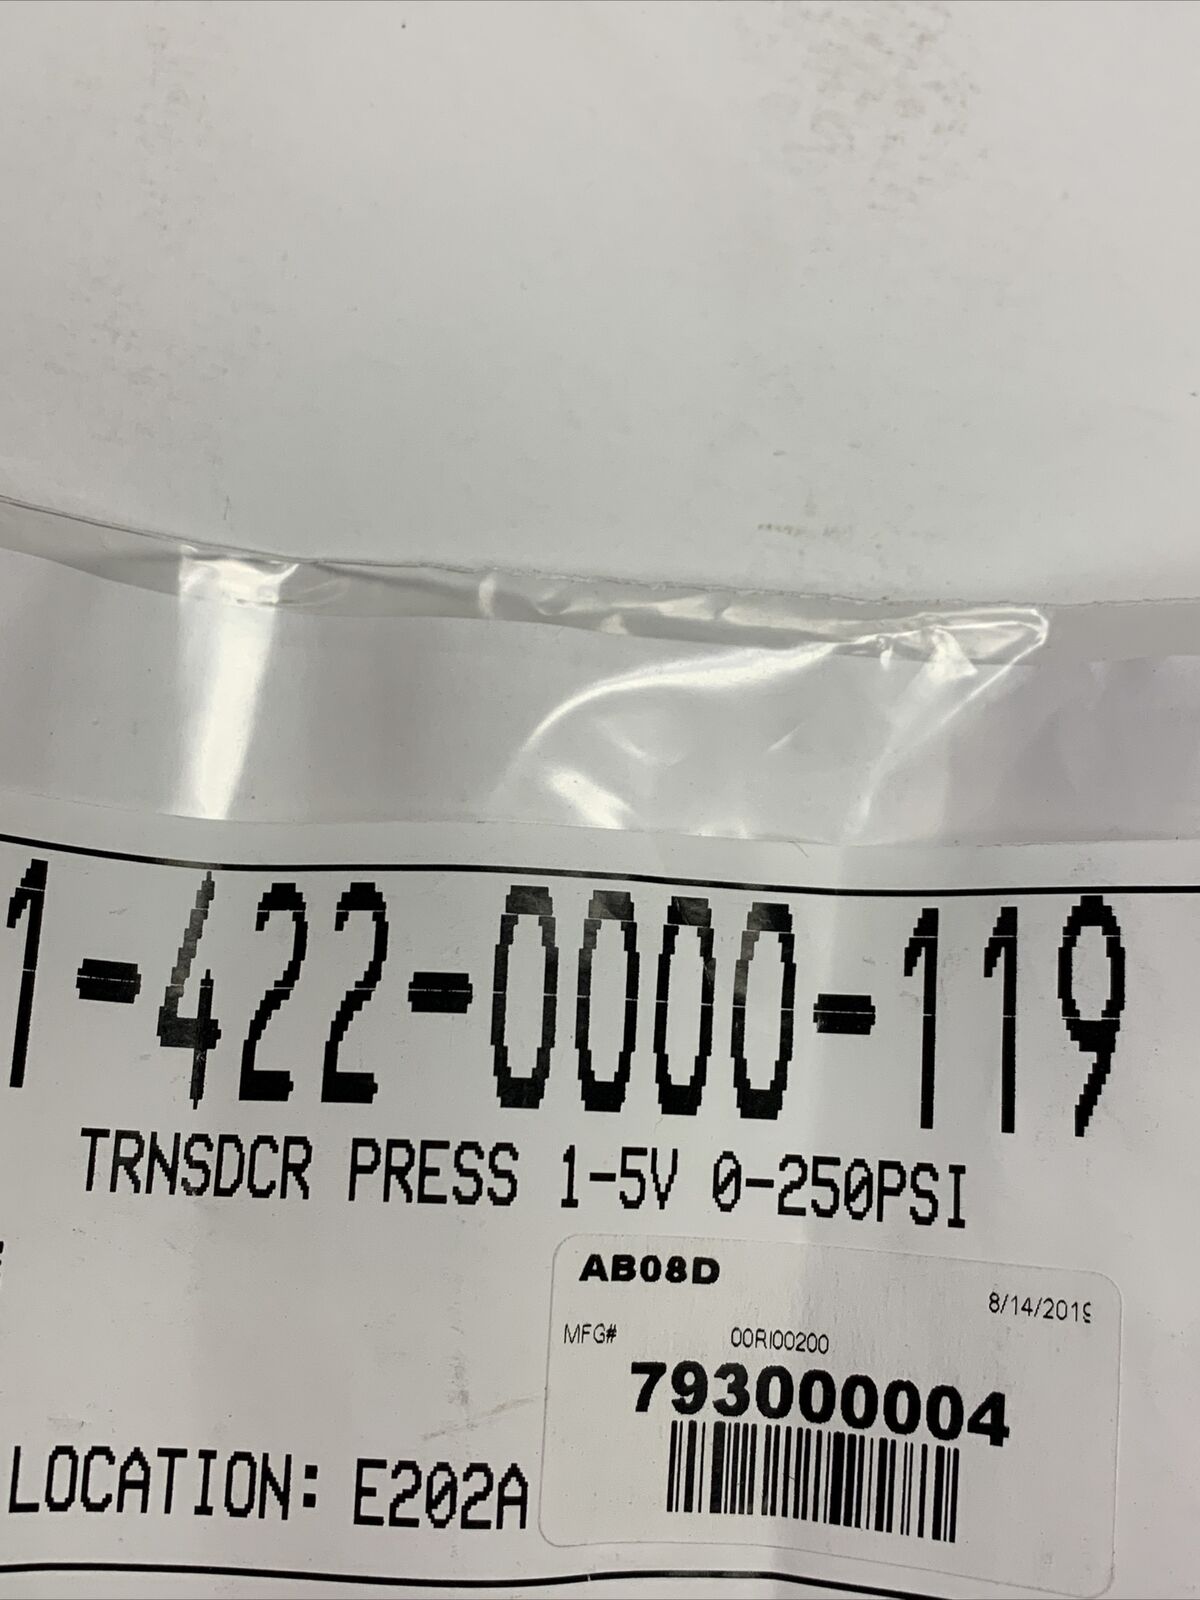 1-422-0000-119
TRNSDCR PRESS 1-5V 0-250PSI
AB08D
8/14/2019
MFG# 00RI00200
793000004
LOCATION: E202A